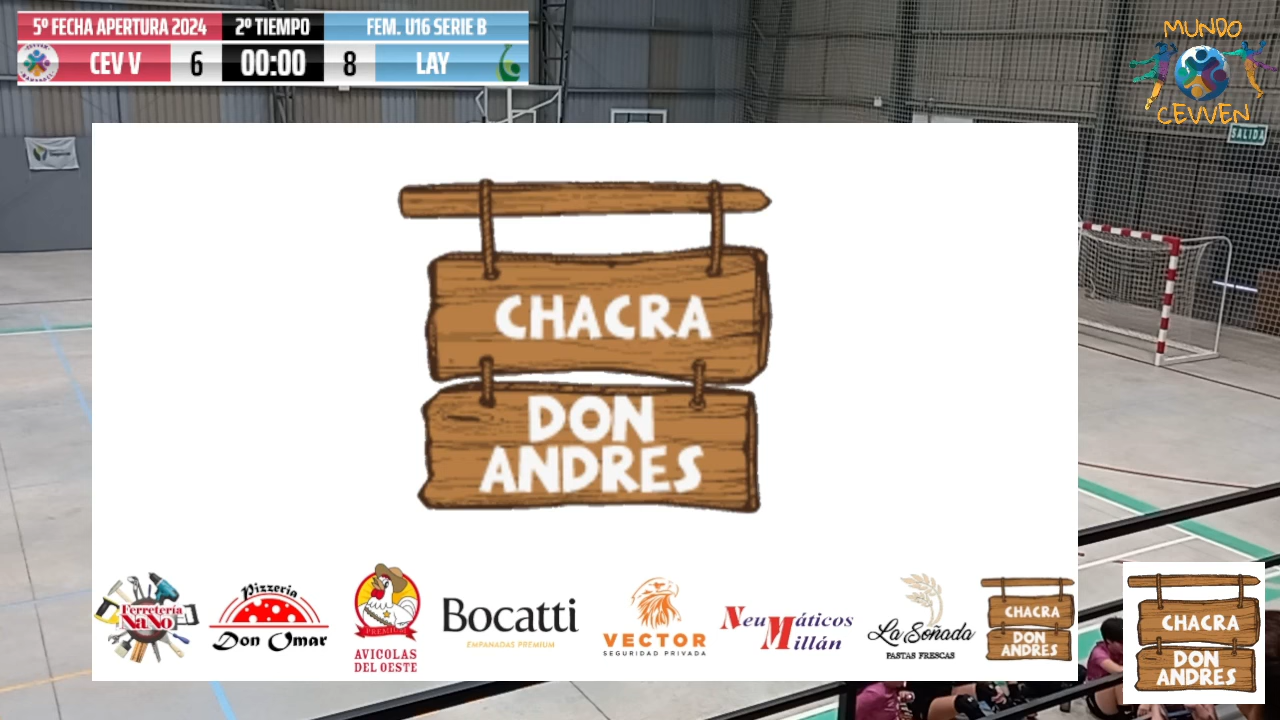 5º FECHA APERTURA 2024 2º TIEMPO FEM. U16 SERIE B
CEV V 6 00:00 8 LAY
MUNDO
CEVVEN
SALIDA
CHACRA
DON
ANDRES
Ferretería
NaNo
Pizzería
Don Omar
PREMIUM
AVICOLAS
DEL OESTE
Bocatti
EMPANADAS PREMIUM
VECTOR
SEGURIDAD PRIVADA
Neumáticos
Millán
La Soñada
PASTAS FRESCAS
CHACRA
DON
ANDRES
CHACRA
DON
ANDRES